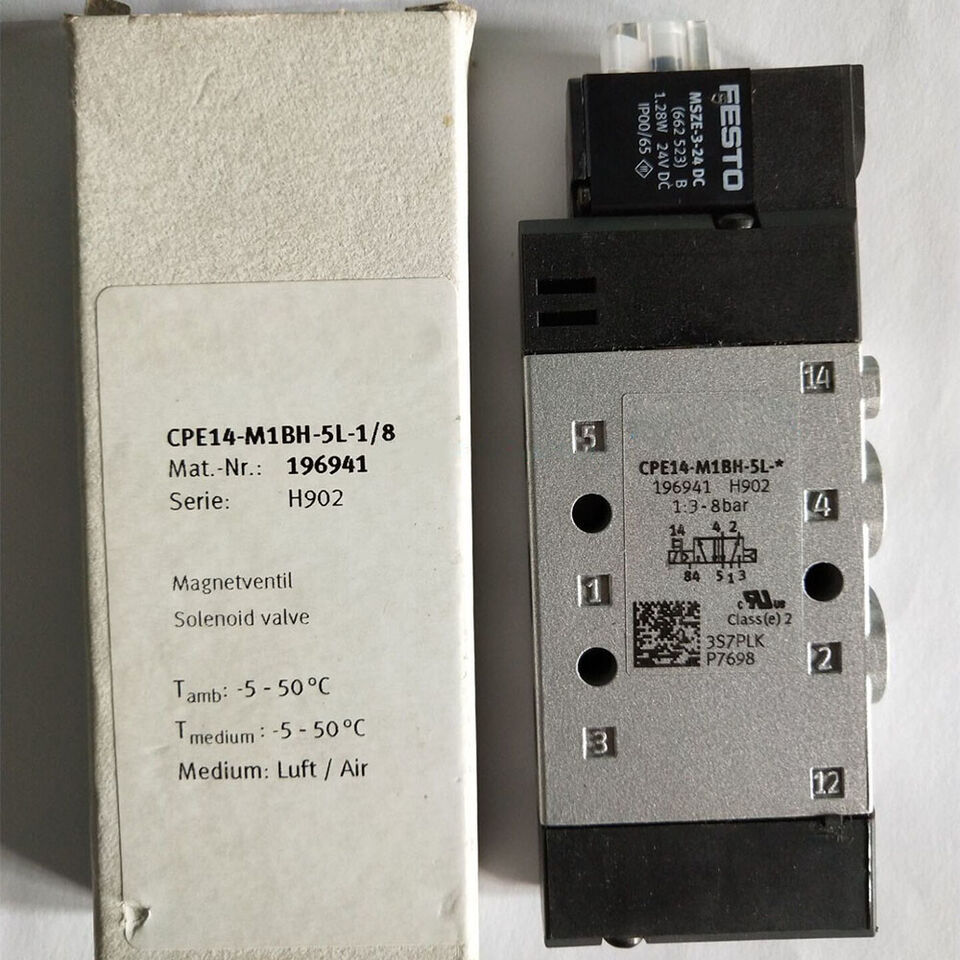 CPE14-M1BH-5L-1/8
Mat.-Nr.: 196941
Serie: H902
Magnetventil
Solenoid valve
Tamb: -5 - 50°C
Tmedium: -5 - 50°C
Medium: Luft / Air
FESTO
MSZE-3-24 DC
(662 523) B
1.28W 24V DC
IP00/65
14
5
4
1
2
3
12
CPE14-M1BH-5L-*
196941 H902
1:3-8bar
14 4 2
84 5 1 3
c UL us
Class(e) 2
3S7PLK
P7698